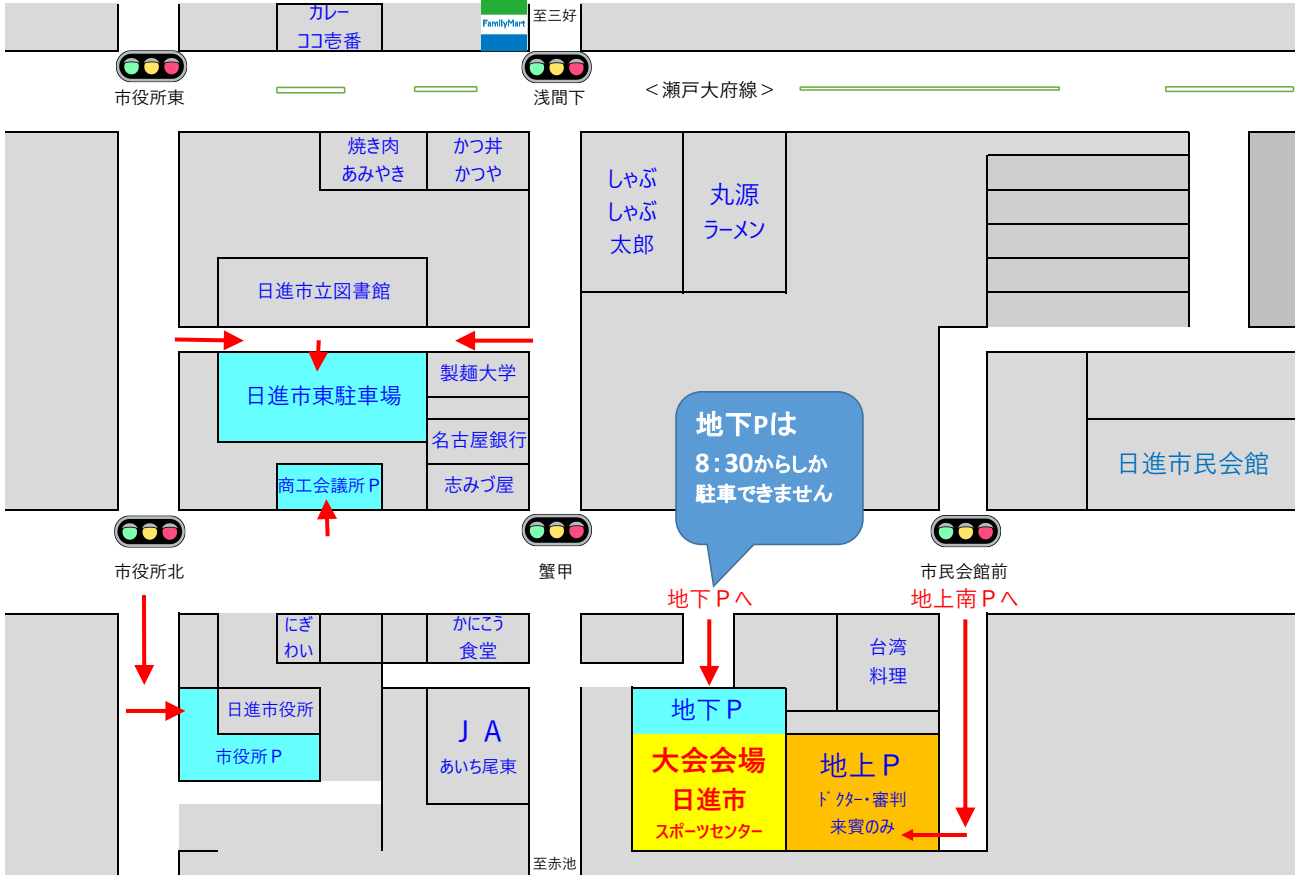 カレー
ココ壱番
FamilyMart
至三好
市役所東
浅間下
＜瀬戸大府線＞
焼き肉
あみやき
かつ丼
かつや
しゃぶ
しゃぶ
太郎
丸源
ラーメン
日進市立図書館
日進市東駐車場
製麺大学
名古屋銀行
商工会議所Ｐ
志みづ屋
地下Pは
8：30からしか
駐車できません
日進市民会館
市役所北
蟹甲
市民会館前
地下Ｐへ
地上南Ｐへ
にぎ
わい
かにこう
食堂
台湾
料理
日進市役所
市役所Ｐ
ＪＡ
あいち尾東
地下Ｐ
大会会場
日進市
スポーツセンター
地上Ｐ
ドクター・審判
来賓のみ
至赤池